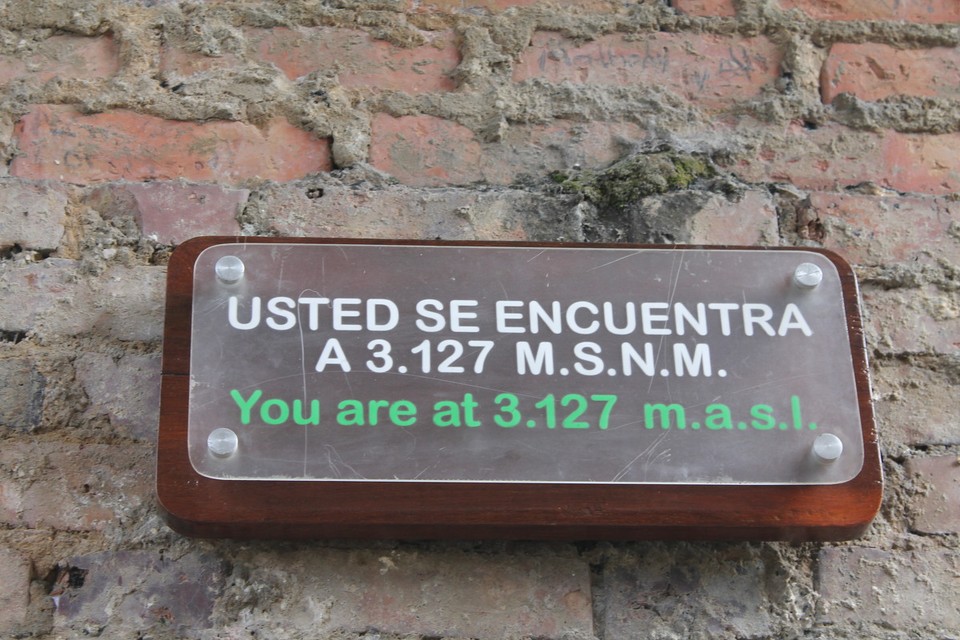 USTED SE ENCUENTRA
A 3.127 M.S.N.M.
You are at 3.127 m.a.s.l.